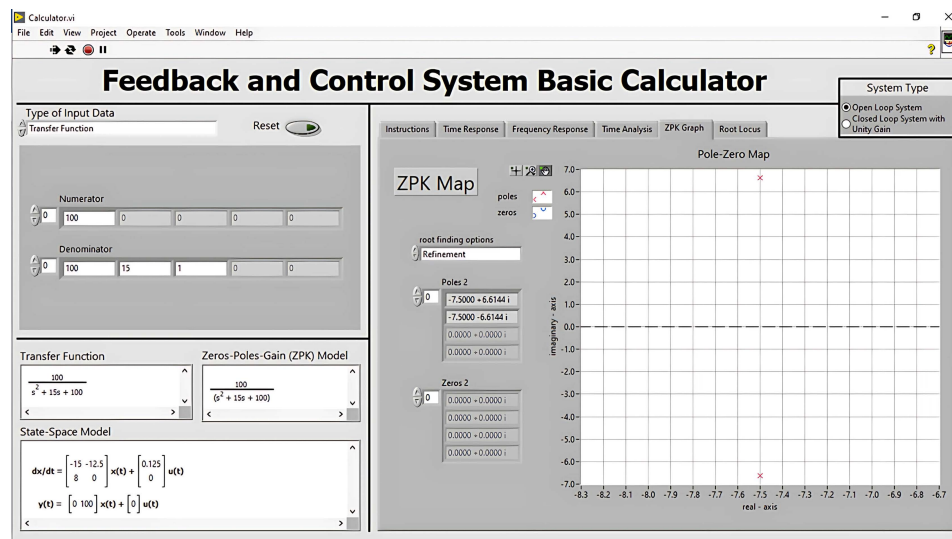 Calculator.vi
File Edit View Project Operate Tools Window Help
Feedback and Control System Basic Calculator
System Type
Open Loop System
Closed Loop System with
Unity Gain
Type of Input Data
Transfer Function
Reset
Numerator
0 100 0 0 0 0
Denominator
0 100 15 1 0 0
Transfer Function
100
s^2 + 15s + 100
Zeros-Poles-Gain (ZPK) Model
100
(s^2 + 15s + 100)
State-Space Model
dx/dt = [-15 -12.5; 8 0] x(t) + [0.125; 0] u(t)
y(t) = [0 100] x(t) + [0] u(t)
Instructions Time Response Frequency Response Time Analysis ZPK Graph Root Locus
ZPK Map
poles
zeros
root finding options
Refinement
Poles 2
0 -7.5000 +6.6144 i
-7.5000 -6.6144 i
0.0000 +0.0000 i
0.0000 +0.0000 i
Zeros 2
0 0.0000 +0.0000 i
0.0000 +0.0000 i
0.0000 +0.0000 i
0.0000 +0.0000 i
Pole-Zero Map
7.0
6.0
5.0
4.0
3.0
2.0
1.0
0.0
-1.0
-2.0
-3.0
-4.0
-5.0
-6.0
-7.0
imaginary - axis
-8.3 -8.2 -8.1 -8.0 -7.9 -7.8 -7.7 -7.6 -7.5 -7.4 -7.3 -7.2 -7.1 -7.0 -6.9 -6.8 -6.7
real - axis